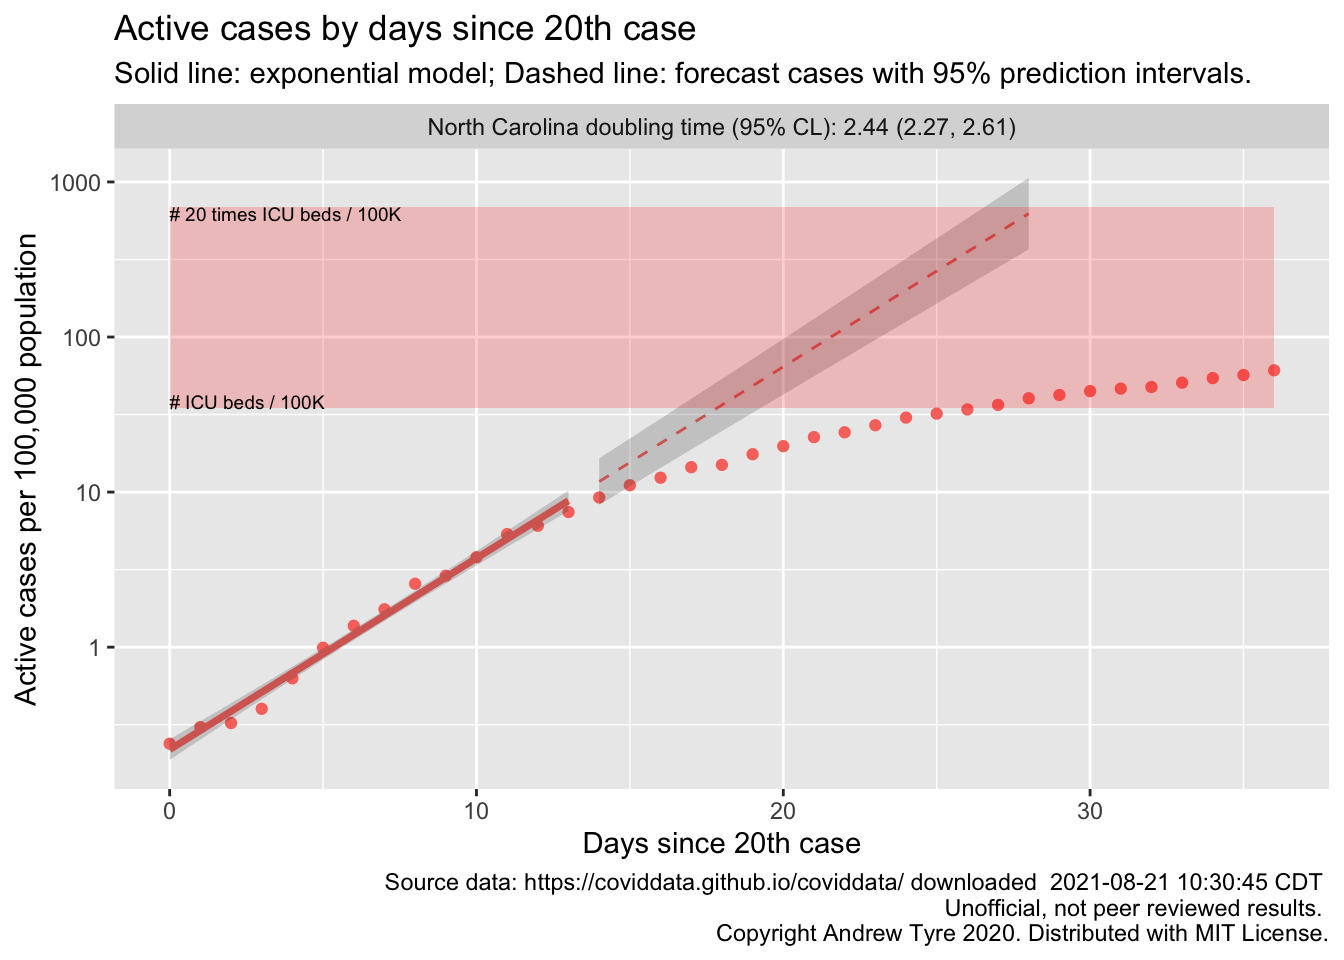 Active cases by days since 20th case
Solid line: exponential model; Dashed line: forecast cases with 95% prediction intervals.
North Carolina doubling time (95% CL): 2.44 (2.27, 2.61)
Active cases per 100,000 population
1000
100
10
1
# 20 times ICU beds / 100K
# ICU beds / 100K
0
10
20
30
Days since 20th case
Source data: https://coviddata.github.io/coviddata/ downloaded  2021-08-21 10:30:45 CDT
Unofficial, not peer reviewed results.
Copyright Andrew Tyre 2020. Distributed with MIT License.